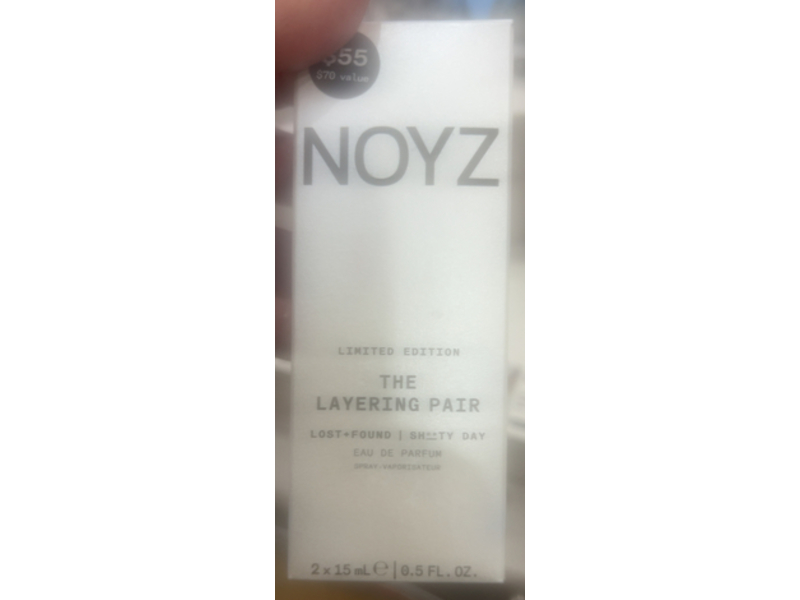 $55
$70 value
NOYZ
LIMITED EDITION
THE
LAYERING PAIR
LOST+FOUND | SH**TY DAY
EAU DE PARFUM
SPRAY-VAPORISATEUR
2 x 15 mL ℮ | 0.5 FL. OZ.